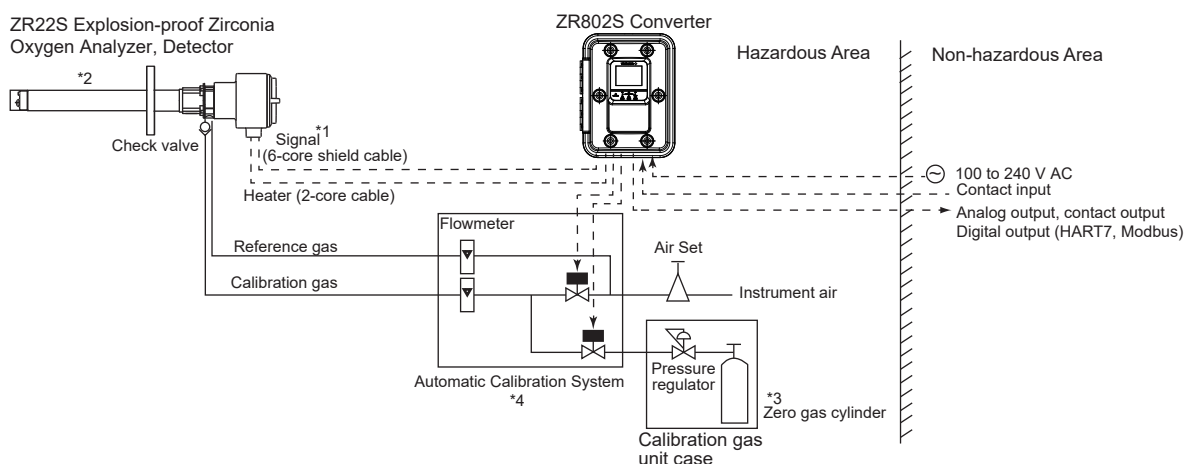 ZR22S Explosion-proof Zirconia
Oxygen Analyzer, Detector
ZR802S Converter
Hazardous Area
Non-hazardous Area
*2
Check valve
Signal *1
(6-core shield cable)
Heater (2-core cable)
100 to 240 V AC
Contact input
Analog output, contact output
Digital output (HART7, Modbus)
Flowmeter
Reference gas
Air Set
Calibration gas
Instrument air
Automatic Calibration System
*4
Pressure
regulator
*3
Zero gas cylinder
Calibration gas
unit case